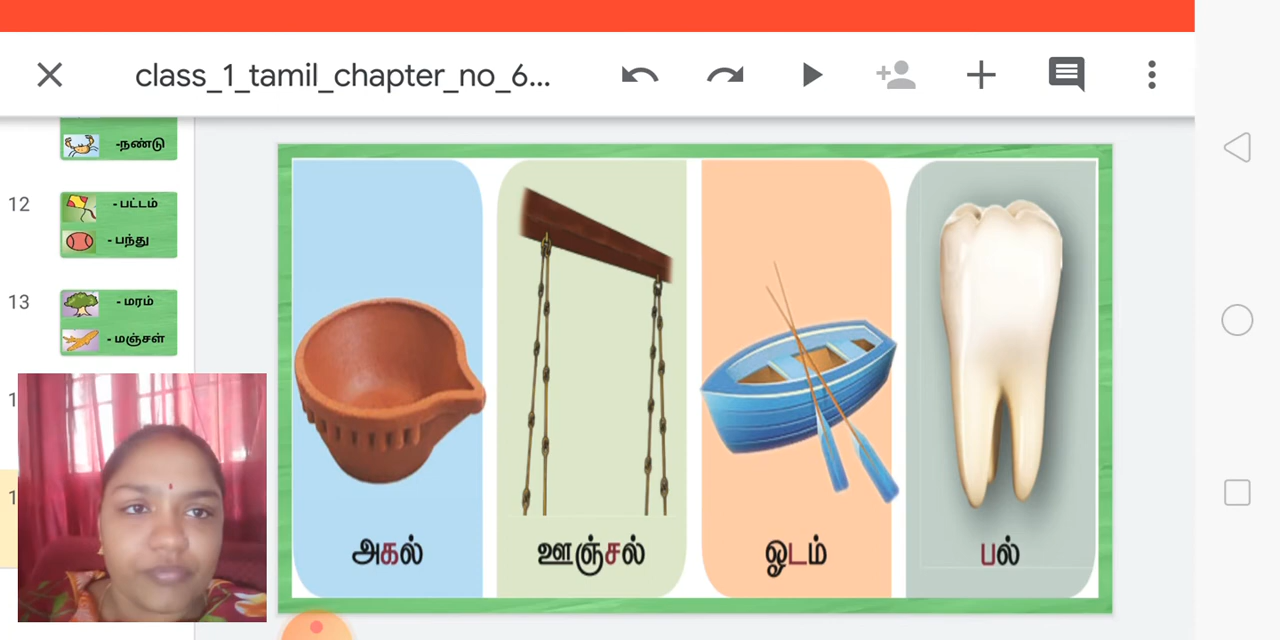 class_1_tamil_chapter_no_6...
-நண்டு
12
- பட்டம்
- பந்து
13
- மரம்
- மஞ்சள்
அகல்
ஊஞ்சல்
ஓடம்
பல்